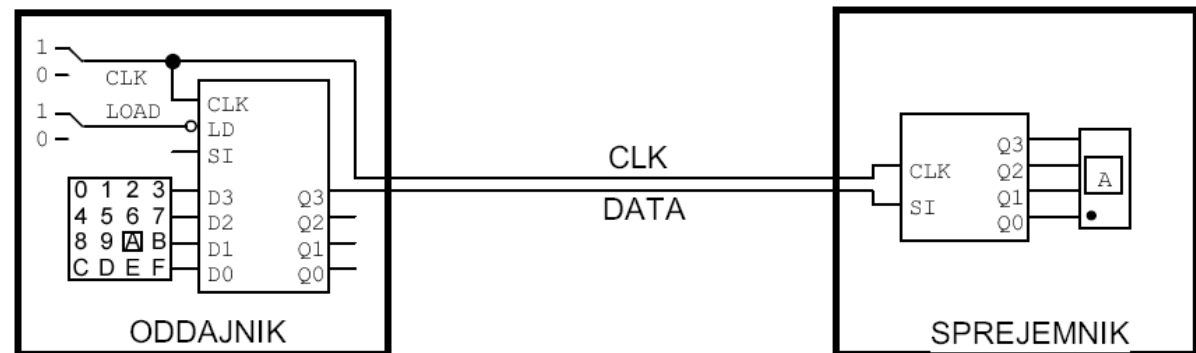 1
0
CLK
1
LOAD
0
CLK
LD
SI
D3
D2
D1
D0
Q3
Q2
Q1
Q0
0 1 2 3
4 5 6 7
8 9 A B
C D E F
ODDAJNIK
CLK
DATA
CLK
SI
Q3
Q2
Q1
Q0
A
SPREJEMNIK